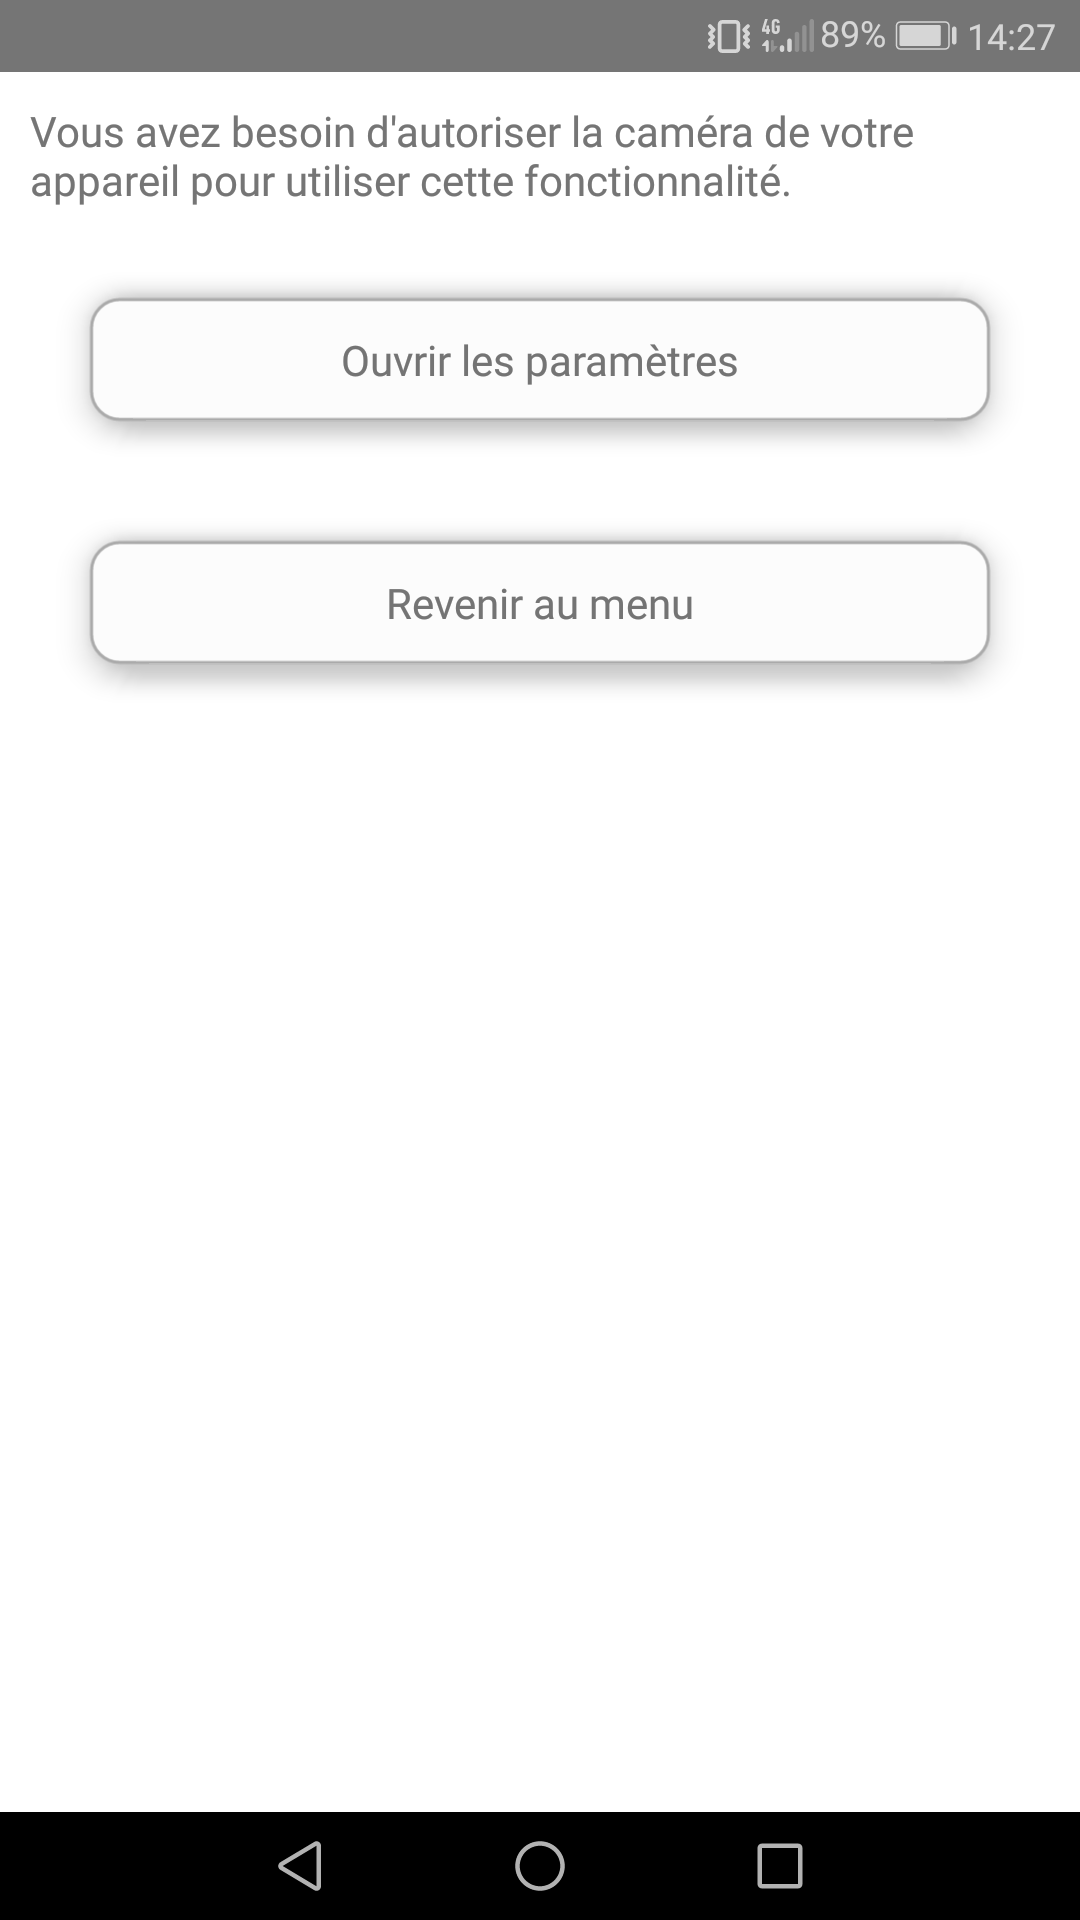 4G 89% 14:27
Vous avez besoin d'autoriser la caméra de votre
appareil pour utiliser cette fonctionnalité.
Ouvrir les paramètres
Revenir au menu